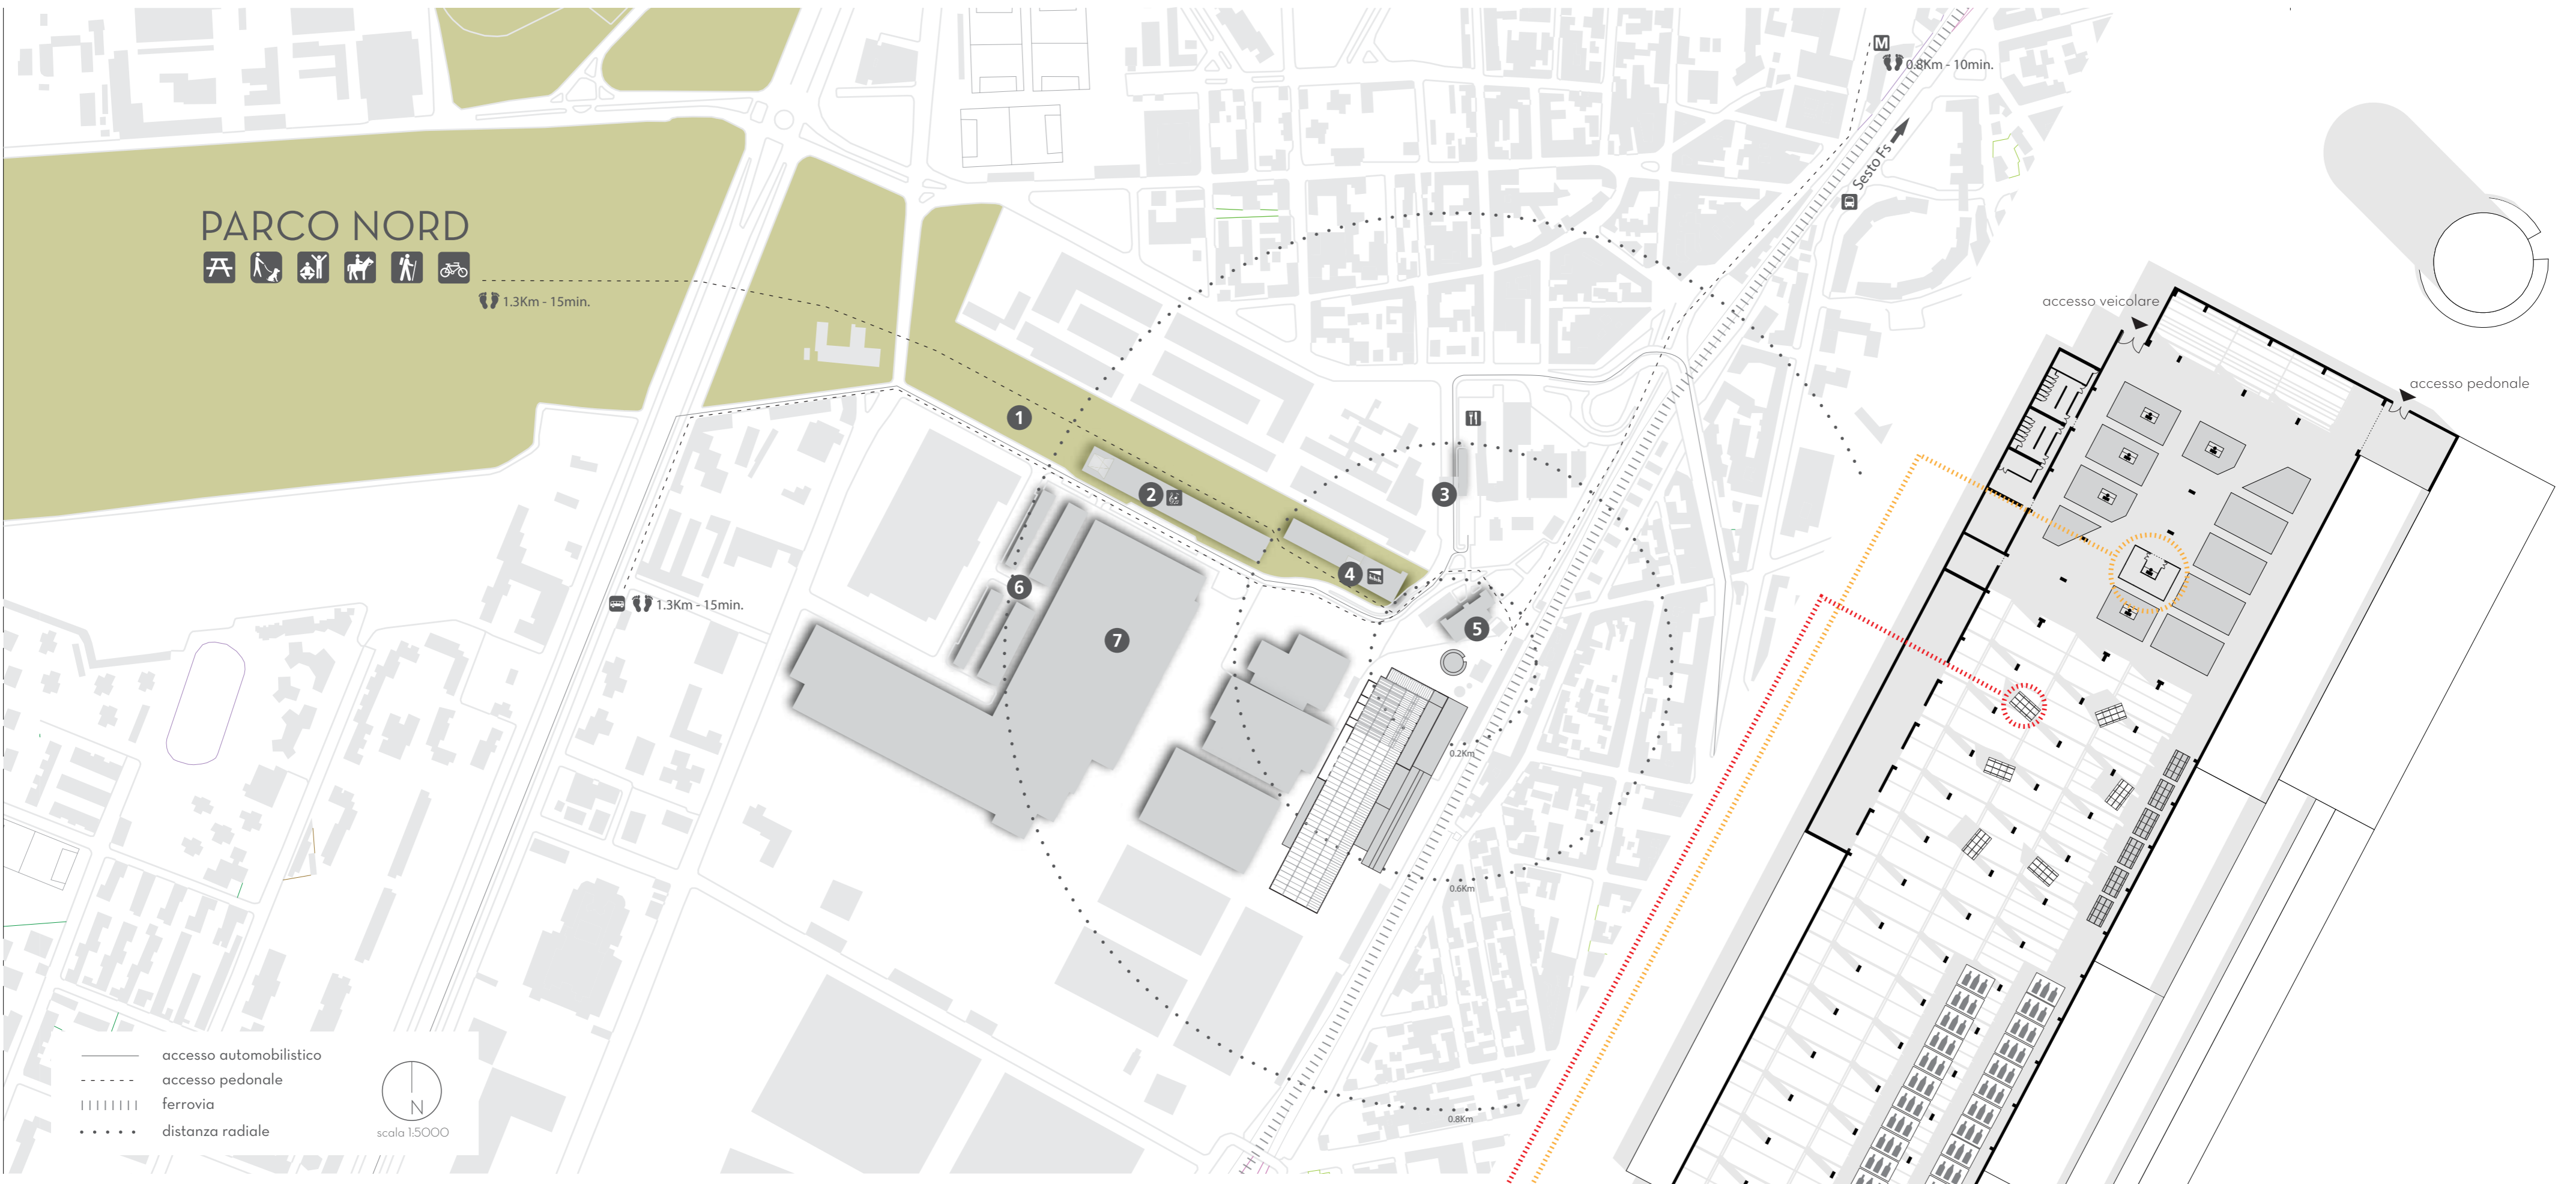 M
0.8Km - 10min.
Sesto Fs
PARCO NORD
1.3Km - 15min.
accesso veicolare
accesso pedonale
1
2
3
4
5
6
7
1.3Km - 15min.
0.2Km
0.6Km
0.8Km
accesso automobilistico
accesso pedonale
ferrovia
distanza radiale
N
scala 1:5000